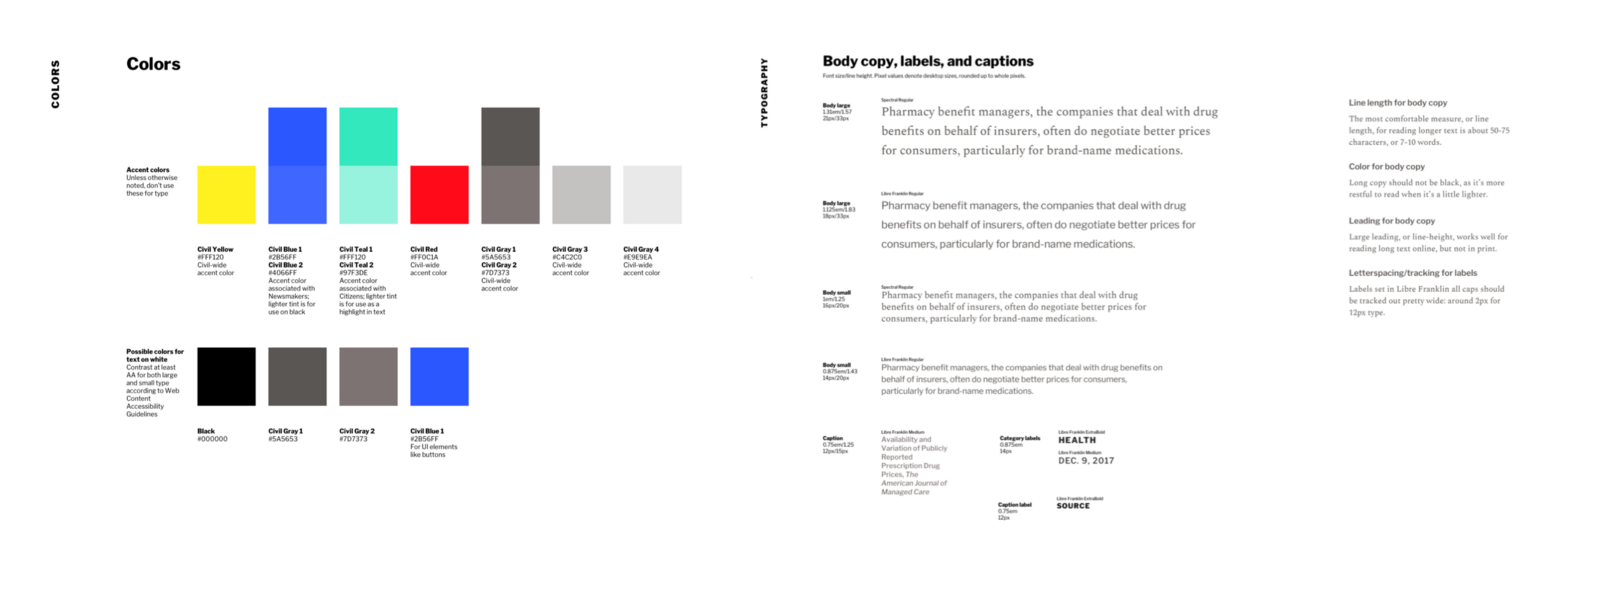 COLORS
Colors
Accent colors
Unless otherwise
noted, don't use
these for type
Civil Yellow
#FFF120
Civil-wide
accent color
Civil Blue 1
#2B56FF
Civil Blue 2
#4066FF
Accent color
associated with
Newsmakers;
lighter tint is for
use on black
Civil Teal 1
#FFF120
Civil Teal 2
#97F3DE
Accent color
associated with
Citizens; lighter tint
is for use as a
highlight in text
Civil Red
#FF0C1A
Civil-wide
accent color
Civil Gray 1
#5A5653
Civil Gray 2
#7D7373
Civil-wide
accent color
Civil Gray 3
#C4C2C0
Civil-wide
accent color
Civil Gray 4
#E9E9EA
Civil-wide
accent color
Possible colors for
text on white
Contrast at least
AA for both large
and small type
according to Web
Content
Accessibility
Guidelines
Black
#000000
Civil Gray 1
#5A5653
Civil Gray 2
#7D7373
Civil Blue 1
#2B56FF
For UI elements
like buttons
TYPOGRAPHY
Body copy, labels, and captions
Font size/line height. Pixel values denote desktop sizes, rounded up to whole pixels.
Body large
1.31em/1.57
21px/33px
Spectral Regular
Pharmacy benefit managers, the companies that deal with drug
benefits on behalf of insurers, often do negotiate better prices
for consumers, particularly for brand-name medications.
Body large
1.125em/1.83
18px/33px
Libre Franklin Regular
Pharmacy benefit managers, the companies that deal with drug
benefits on behalf of insurers, often do negotiate better prices for
consumers, particularly for brand-name medications.
Body small
1em/1.25
16px/20px
Spectral Regular
Pharmacy benefit managers, the companies that deal with drug
benefits on behalf of insurers, often do negotiate better prices for
consumers, particularly for brand-name medications.
Body small
0.875em/1.43
14px/20px
Libre Franklin Regular
Pharmacy benefit managers, the companies that deal with drug benefits on
behalf of insurers, often do negotiate better prices for consumers,
particularly for brand-name medications.
Caption
0.75em/1.25
12px/15px
Libre Franklin Medium
Availability and
Variation of Publicly
Reported
Prescription Drug
Prices, The
American Journal of
Managed Care
Category labels
0.875em
14px
Libre Franklin ExtraBold
HEALTH
Libre Franklin Medium
DEC. 9, 2017
Caption label
0.75em
12px
Libre Franklin ExtraBold
SOURCE
Line length for body copy
The most comfortable measure, or line
length, for reading longer text is about 50-75
characters, or 7-10 words.
Color for body copy
Long copy should not be black, as it's more
restful to read when it's a little lighter.
Leading for body copy
Large leading, or line-height, works well for
reading long text online, but not in print.
Letterspacing/tracking for labels
Labels set in Libre Franklin all caps should
be tracked out pretty wide: around 2px for
12px type.